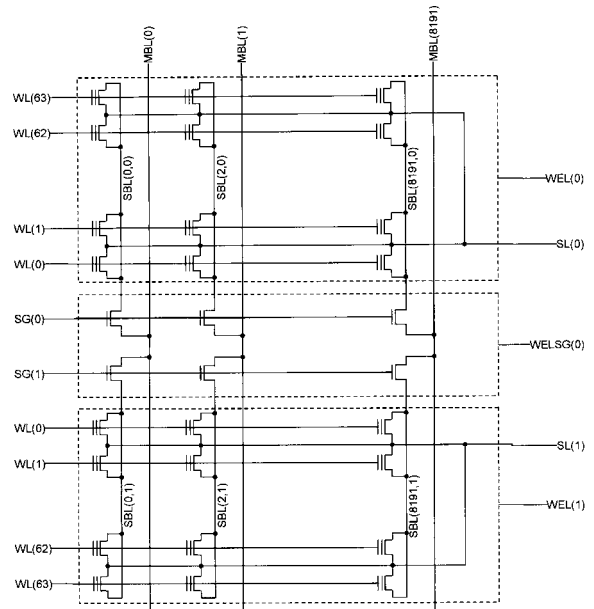 MBL(0)
MBL(1)
MBL(8191)
WL(63)
WL(62)
SBL(0,0)
SBL(2,0)
SBL(8191,0)
WEL(0)
WL(1)
SL(0)
WL(0)
SG(0)
WELSG(0)
SG(1)
WL(0)
SL(1)
WL(1)
SBL(0,1)
SBL(2,1)
SBL(8191,1)
WEL(1)
WL(62)
WL(63)